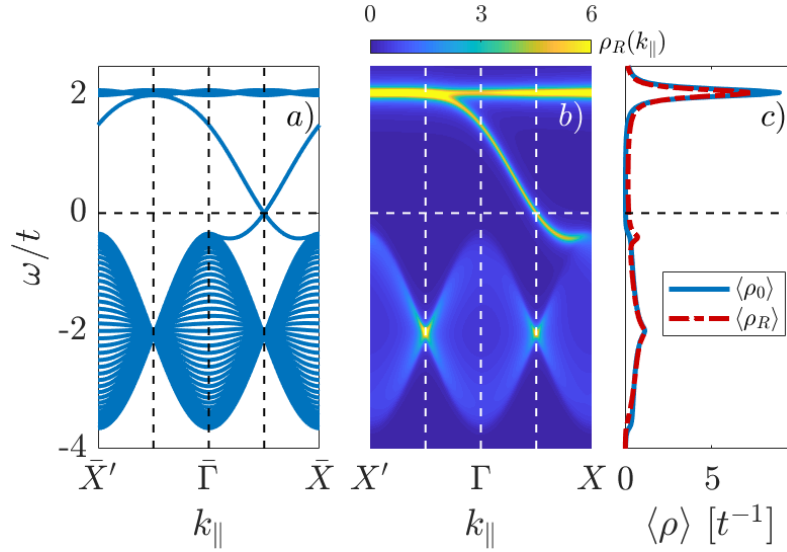 0 3 6
ρ_R(k_∥)
a) b) c)
2
0
-2
-4
ω/t
⟨ρ_0⟩
⟨ρ_R⟩
X̄′ Γ̄ X̄
X′ Γ X
0 5
k_∥ k_∥ ⟨ρ⟩ [t⁻¹]